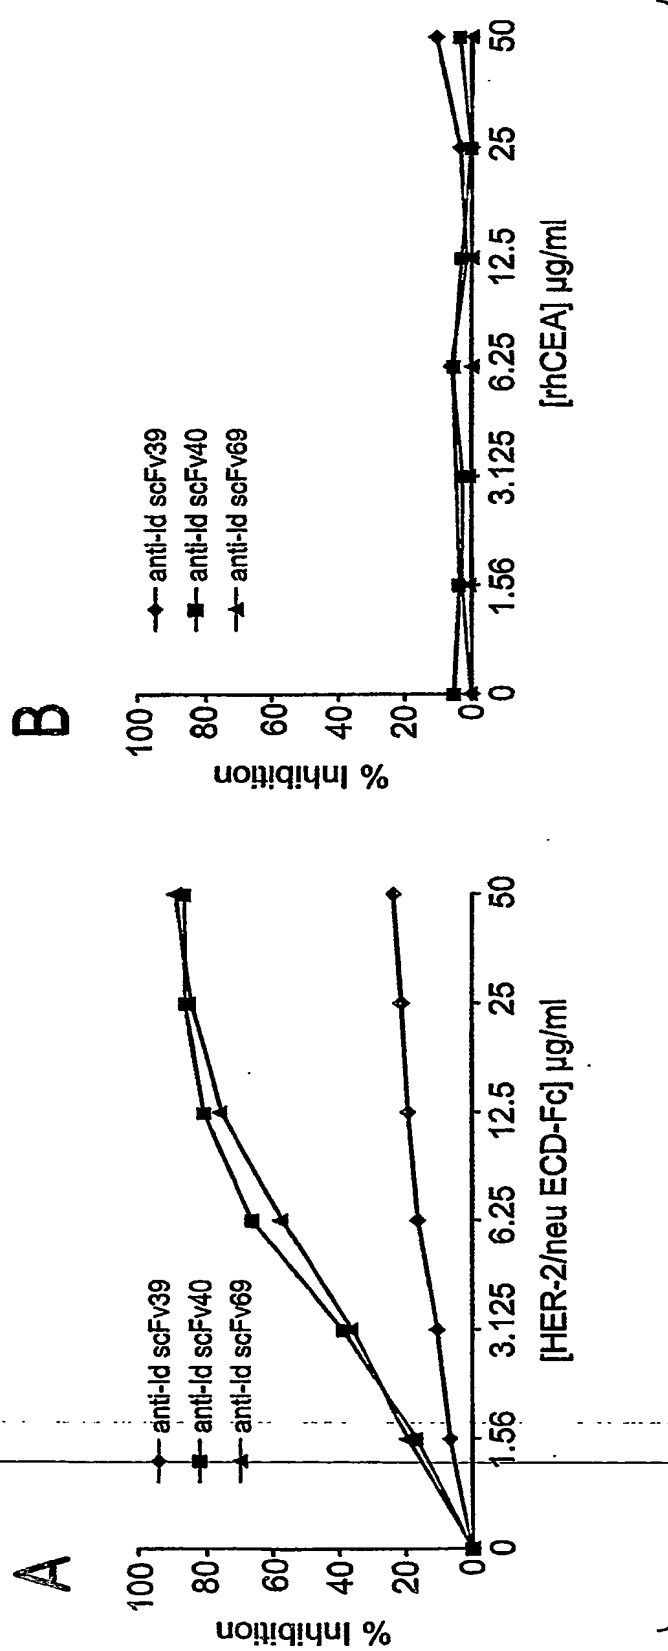 A
% Inhibition
100
80
60
40
20
0
anti-Id scFv39
anti-Id scFv40
anti-Id scFv69
0 1.56 3.125 6.25 12.5 25 50
[HER-2/neu ECD-Fc] µg/ml
B
% Inhibition
100
80
60
40
20
0
anti-Id scFv39
anti-Id scFv40
anti-Id scFv69
0 1.56 3.125 6.25 12.5 25 50
[rhCEA] µg/ml